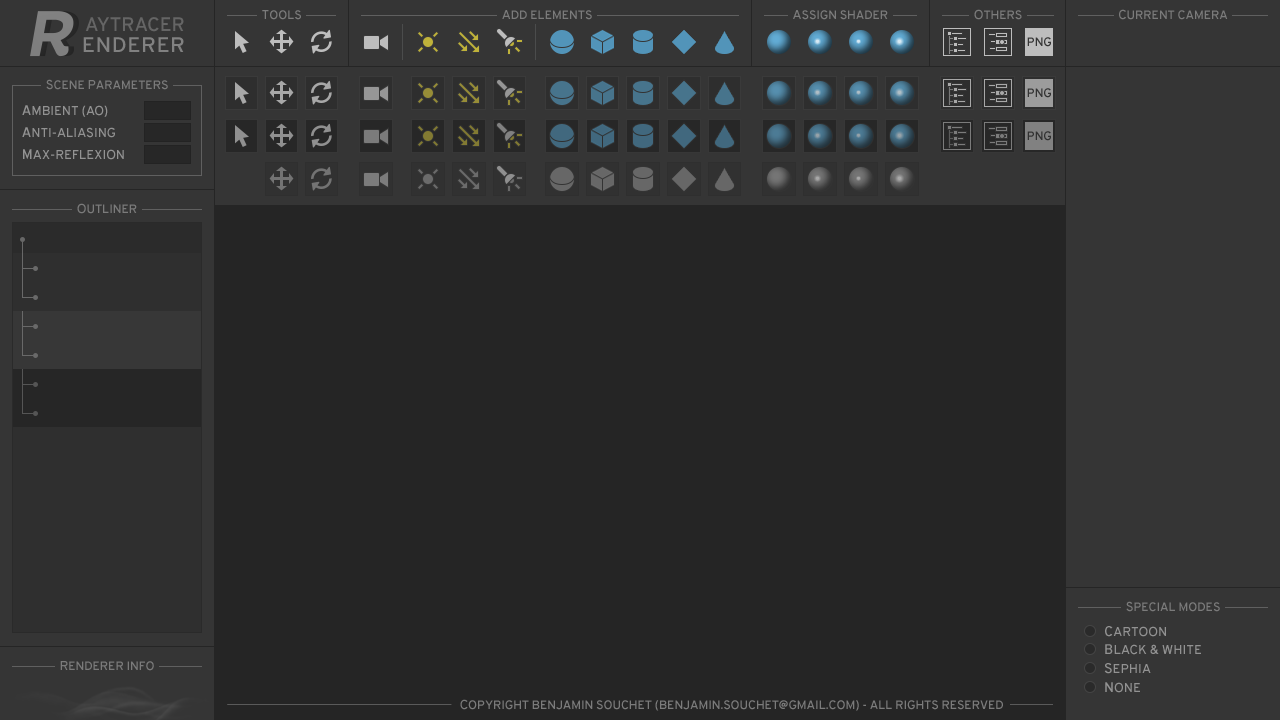 RAYTRACER
RENDERER
TOOLS
ADD ELEMENTS
ASSIGN SHADER
OTHERS
CURRENT CAMERA
PNG
PNG
PNG
SCENE PARAMETERS
AMBIENT (AO)
ANTI-ALIASING
MAX-REFLEXION
OUTLINER
RENDERER INFO
SPECIAL MODES
CARTOON
BLACK & WHITE
SEPHIA
NONE
COPYRIGHT BENJAMIN SOUCHET (BENJAMIN.SOUCHET@GMAIL.COM) - ALL RIGHTS RESERVED